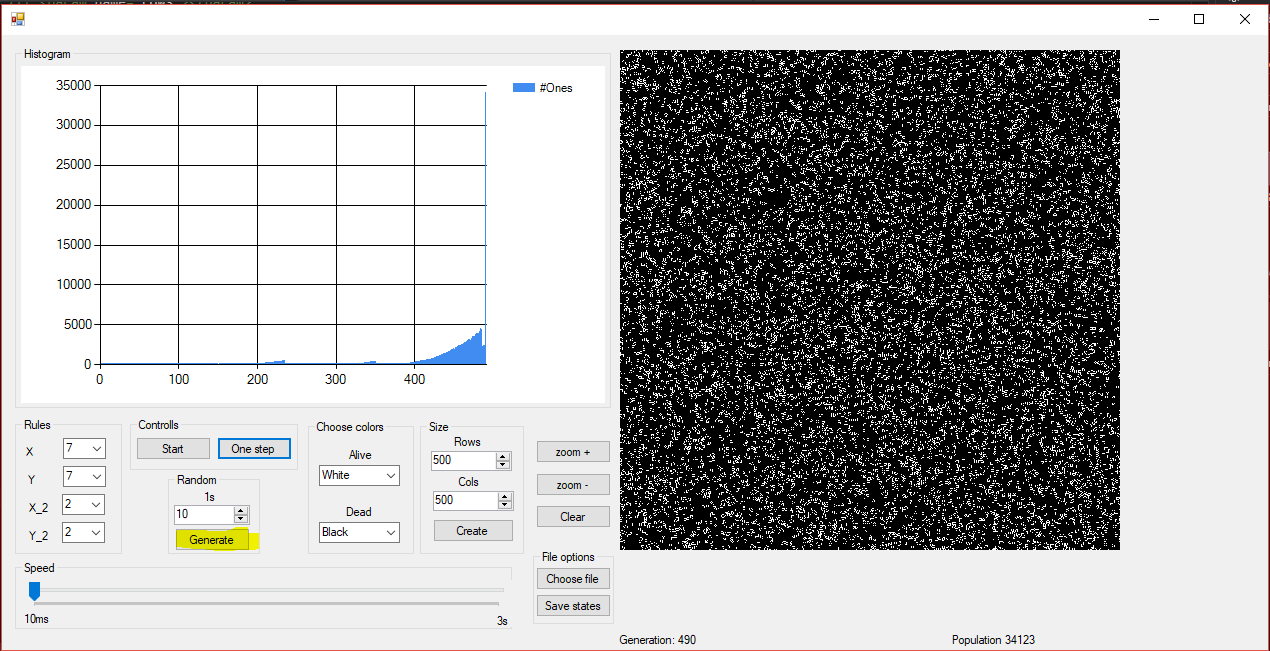 Histogram
#Ones
35000
30000
25000
20000
15000
10000
5000
0
0 100 200 300 400
Rules
X 7
Y 7
X_2 2
Y_2 2
Controlls
Start One step
Random
1s
10
Generate
Choose colors
Alive
White
Dead
Black
Size
Rows
500
Cols
500
Create
zoom +
zoom -
Clear
File options
Choose file
Save states
Speed
10ms 3s
Generation: 490 Population 34123